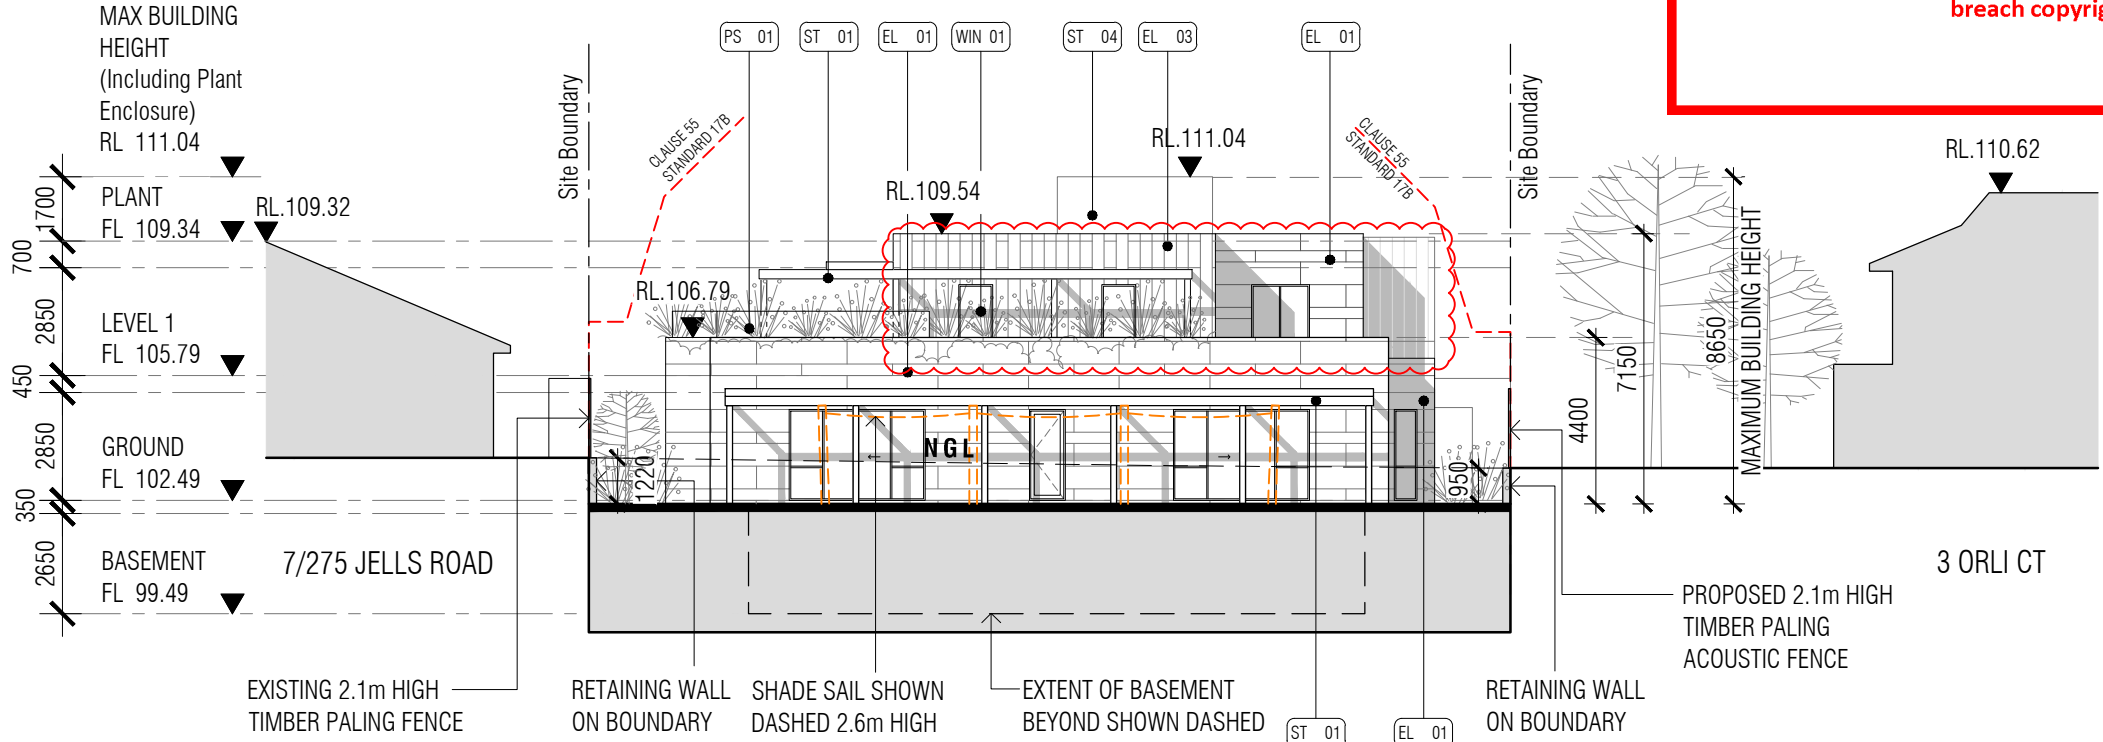 MAX BUILDING
HEIGHT
(Including Plant
Enclosure)
RL 111.04
PLANT
FL 109.34
LEVEL 1
FL 105.79
GROUND
FL 102.49
BASEMENT
FL 99.49
1700
700
2850
450
2850
350
2650
RL.109.32
7/275 JELLS ROAD
EXISTING 2.1m HIGH
TIMBER PALING FENCE
Site Boundary
CLAUSE 55
STANDARD 17B
PS 01
ST 01
EL 01
WIN 01
ST 04
EL 03
EL 01
RL.106.79
RL.109.54
RL.111.04
NGL
1220
950
CLAUSE 55
STANDARD 17B
Site Boundary
RETAINING WALL
ON BOUNDARY
SHADE SAIL SHOWN
DASHED 2.6m HIGH
EXTENT OF BASEMENT
BEYOND SHOWN DASHED
ST 01
EL 01
RETAINING WALL
ON BOUNDARY
4400
7150
8650
MAXIMUM BUILDING HEIGHT
RL.110.62
3 ORLI CT
PROPOSED 2.1m HIGH
TIMBER PALING
ACOUSTIC FENCE
breach copyrig